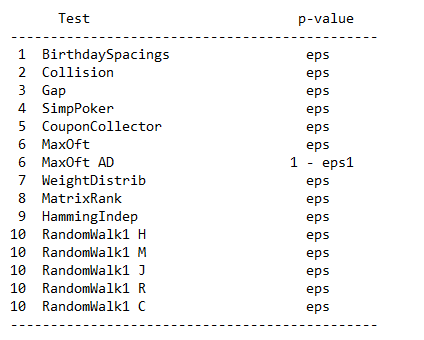 Test p-value
----------------------------------------------
1 BirthdaySpacings eps
2 Collision eps
3 Gap eps
4 SimpPoker eps
5 CouponCollector eps
6 MaxOft eps
6 MaxOft AD 1 - eps1
7 WeightDistrib eps
8 MatrixRank eps
9 HammingIndep eps
10 RandomWalk1 H eps
10 RandomWalk1 M eps
10 RandomWalk1 J eps
10 RandomWalk1 R eps
10 RandomWalk1 C eps
----------------------------------------------